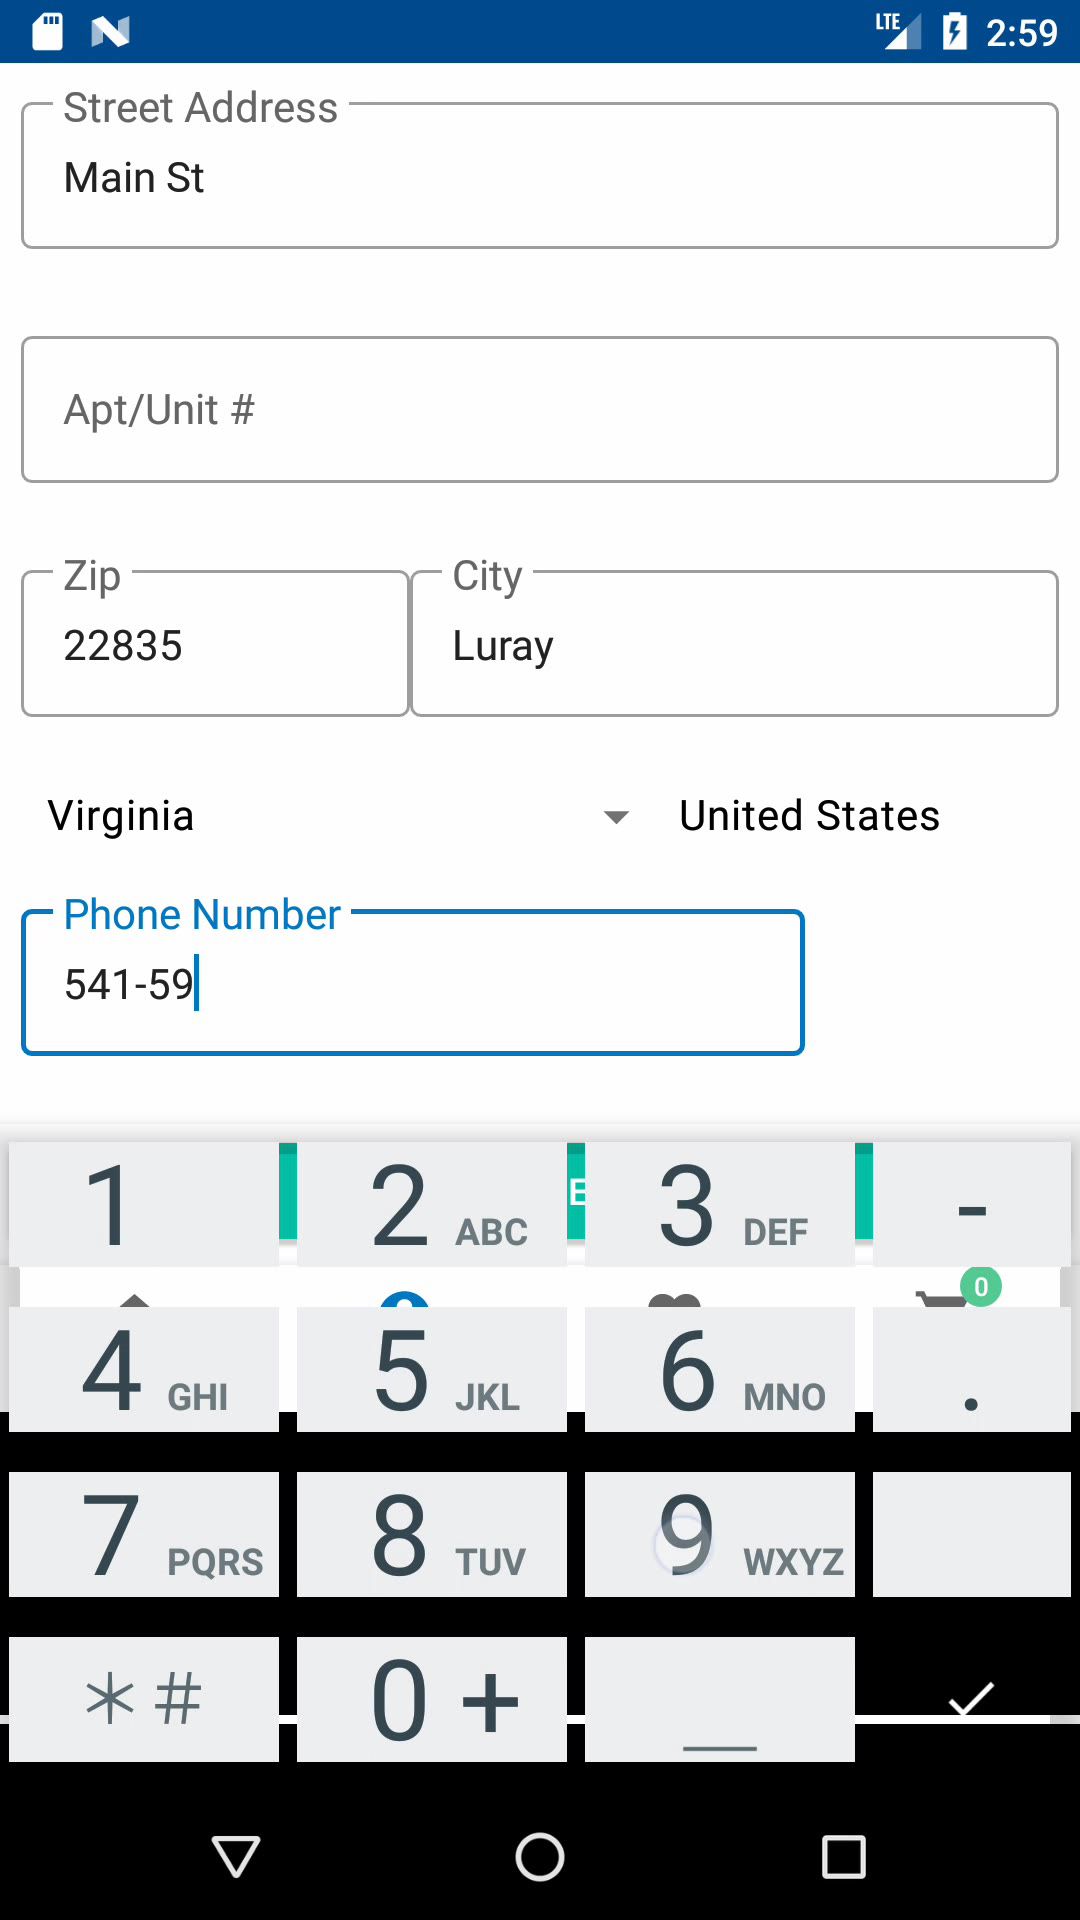 LTE 2:59
Street Address
Main St
Apt/Unit #
Zip City
22835 Luray
Virginia United States
Phone Number
541-59
1 2 ABC 3 DEF -
0
4 GHI 5 JKL 6 MNO .
7 PQRS 8 TUV 9 WXYZ
*# 0 + _